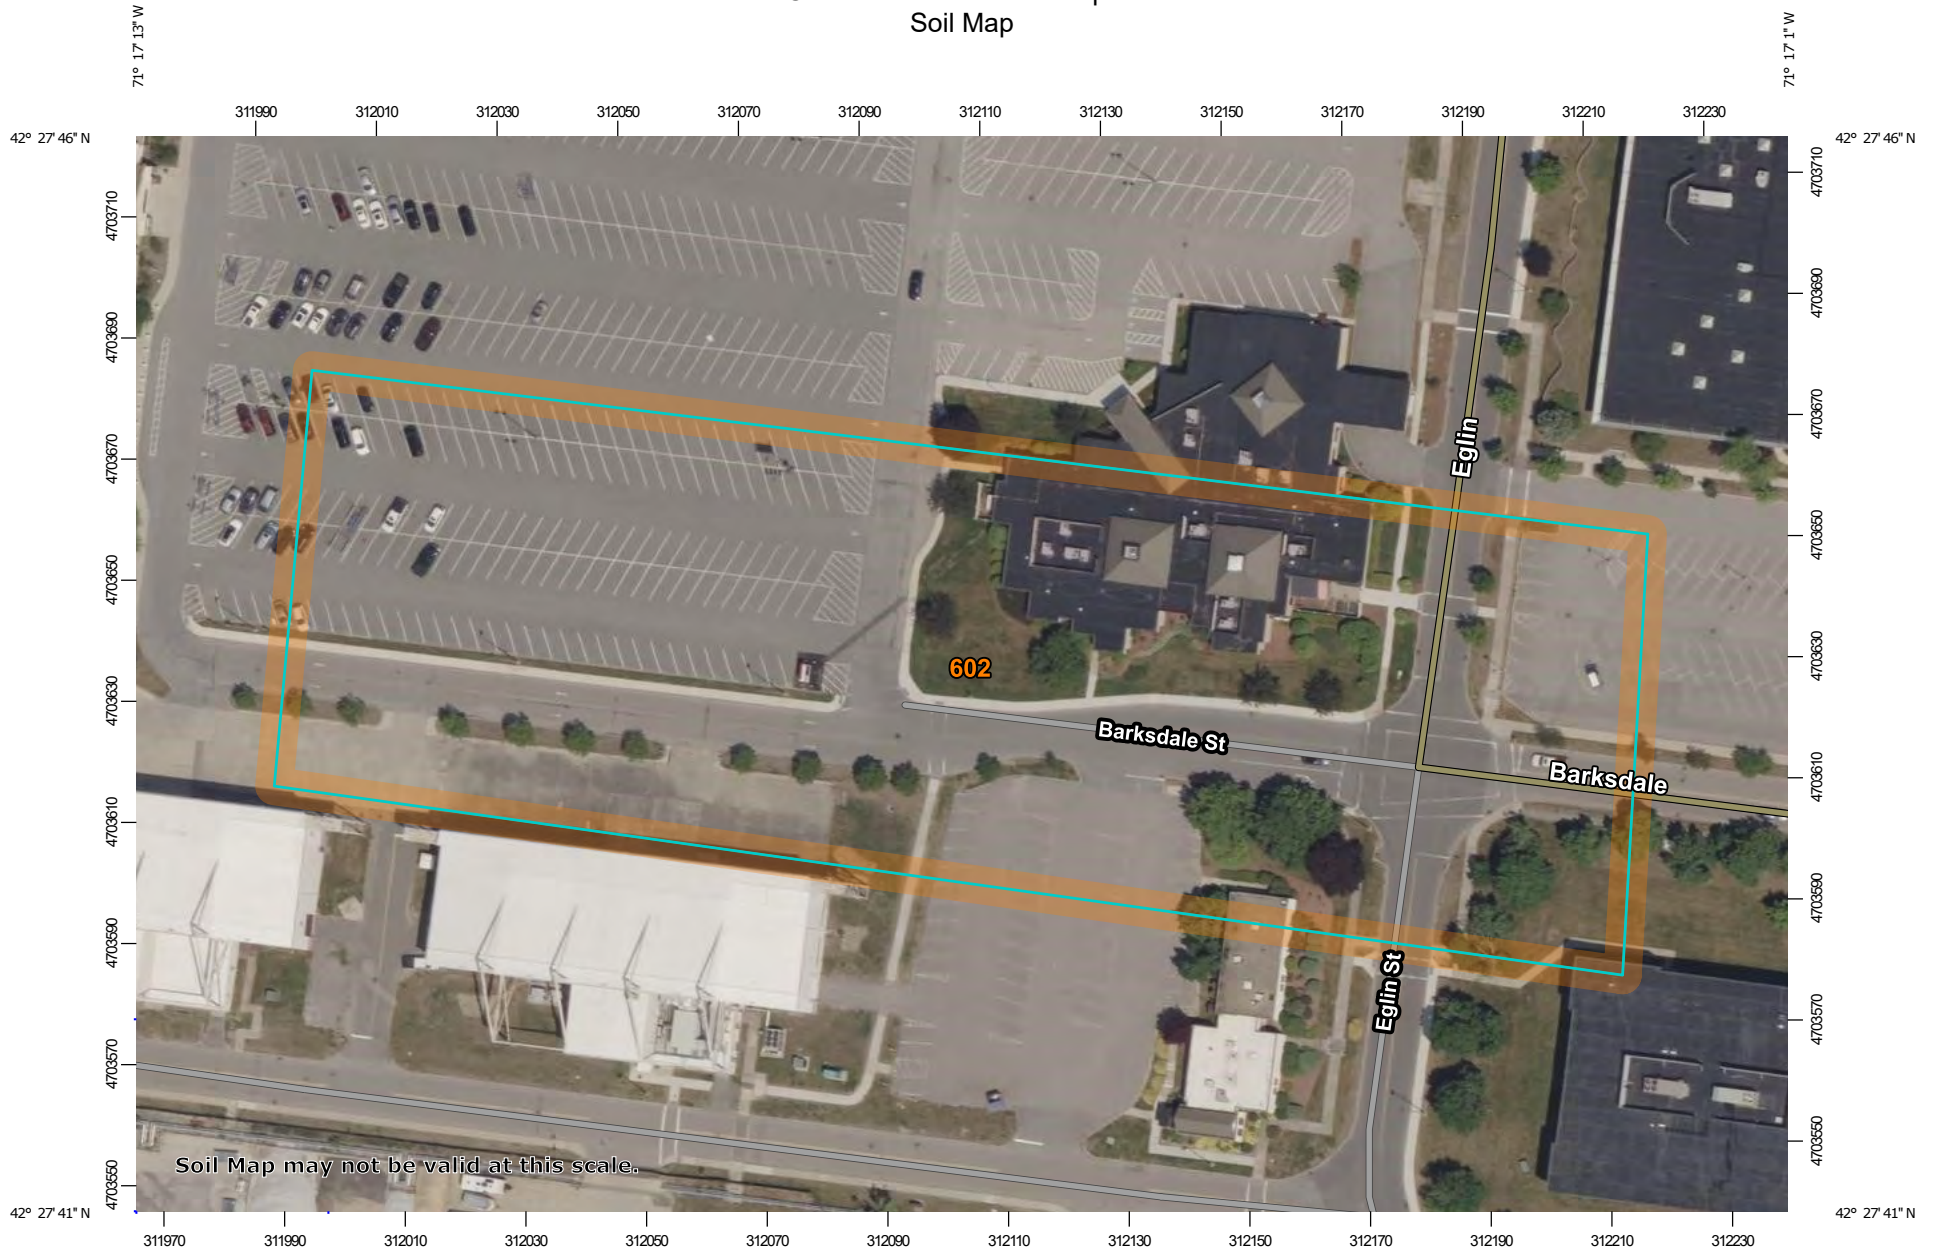 Soil Map
71° 17' 13'' W
71° 17' 1'' W
311990 312010 312030 312050 312070 312090 312110 312130 312150 312170 312190 312210 312230
42° 27' 46'' N
42° 27' 46'' N
4703710
4703690
4703670
4703650
4703630
4703610
4703590
4703570
4703550
4703710
4703690
4703670
4703650
4703630
4703610
4703590
4703570
4703550
Eglin
602
Barksdale St
Barksdale
Eglin St
Soil Map may not be valid at this scale.
42° 27' 41'' N
42° 27' 41'' N
311970 311990 312010 312030 312050 312070 312090 312110 312130 312150 312170 312190 312210 312230